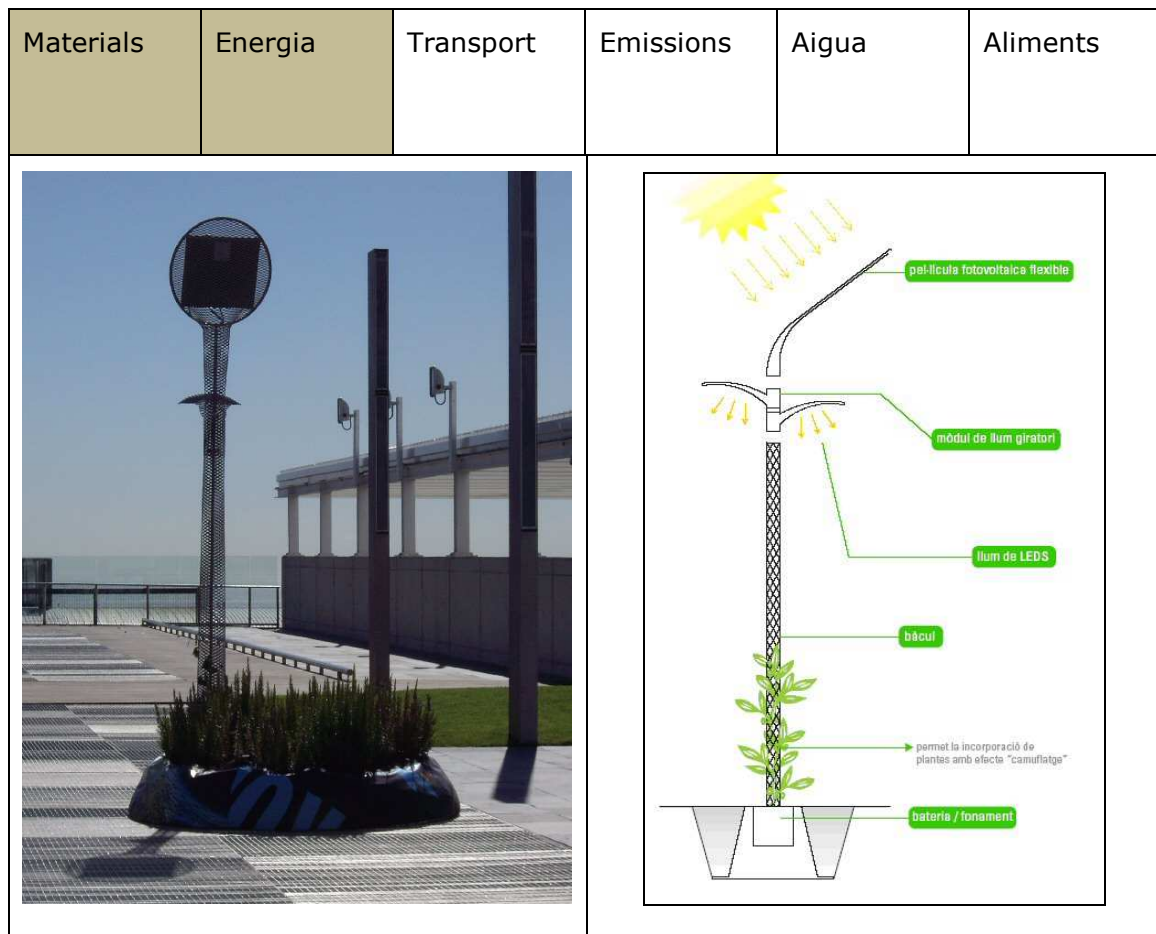 Materials
Energia
Transport
Emissions
Aigua
Aliments
pel·lícula fotovoltaica flexible
mòdul de llum giratori
llum de LEDS
bàcul
permet la incorporació de
plantes amb efecte "camuflatge"
bateria / fonament